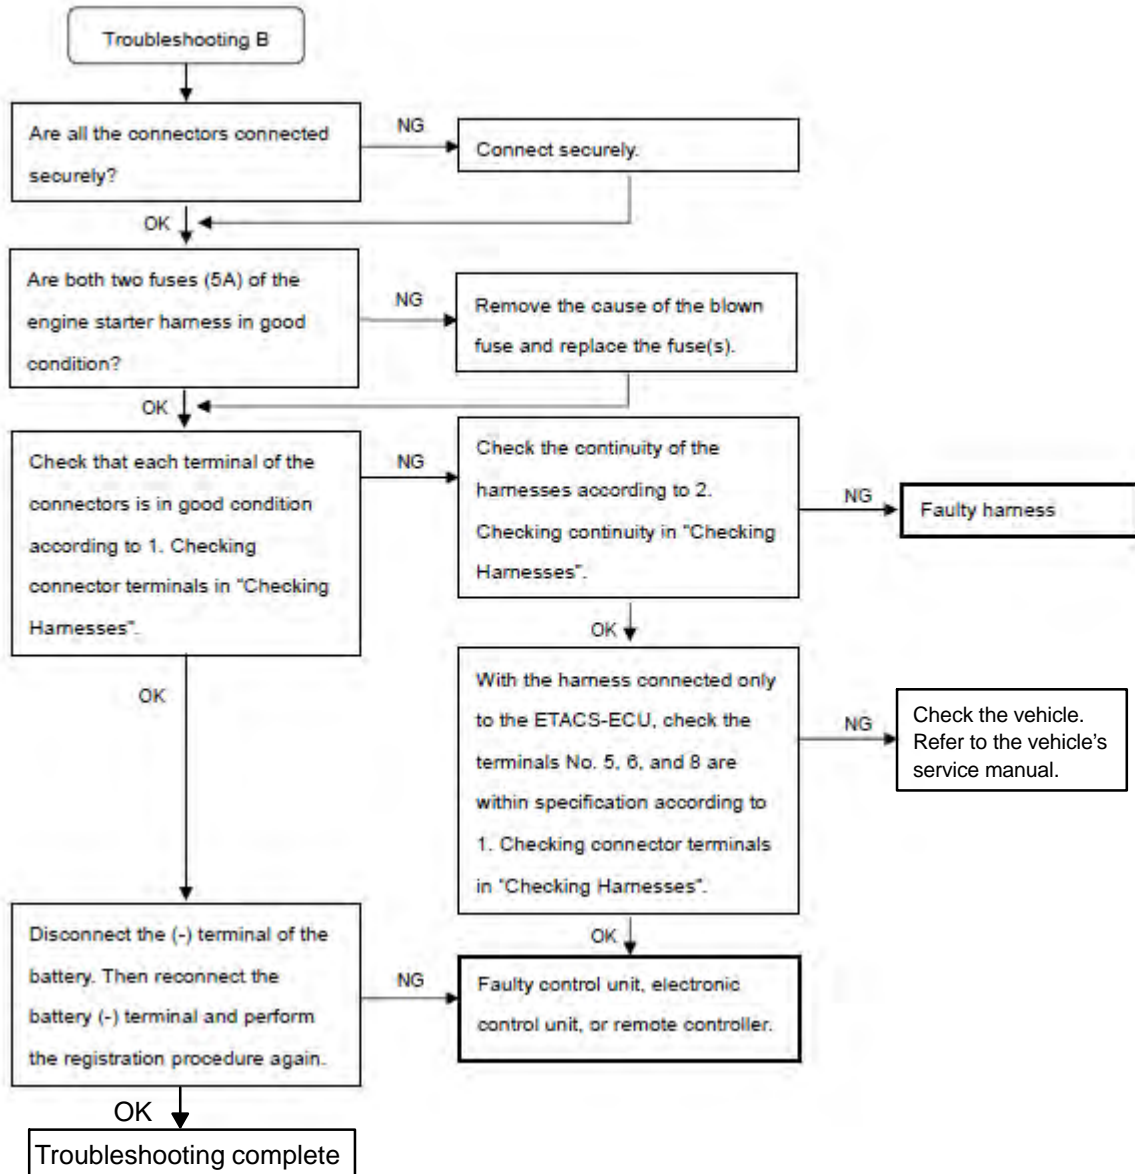 Troubleshooting B
Are all the connectors connected
securely?
NG
Connect securely.
OK
Are both two fuses (5A) of the
engine starter harness in good
condition?
NG
Remove the cause of the blown
fuse and replace the fuse(s).
OK
Check that each terminal of the
connectors is in good condition
according to 1. Checking
connector terminals in "Checking
Harnesses".
NG
Check the continuity of the
harnesses according to 2.
Checking continuity in "Checking
Harnesses".
NG
Faulty harness
OK
With the harness connected only
to the ETACS-ECU, check the
terminals No. 5, 6, and 8 are
within specification according to
1. Checking connector terminals
in "Checking Harnesses".
NG
Check the vehicle.
Refer to the vehicle's
service manual.
OK
OK
Disconnect the (-) terminal of the
battery. Then reconnect the
battery (-) terminal and perform
the registration procedure again.
NG
Faulty control unit, electronic
control unit, or remote controller.
OK
Troubleshooting complete